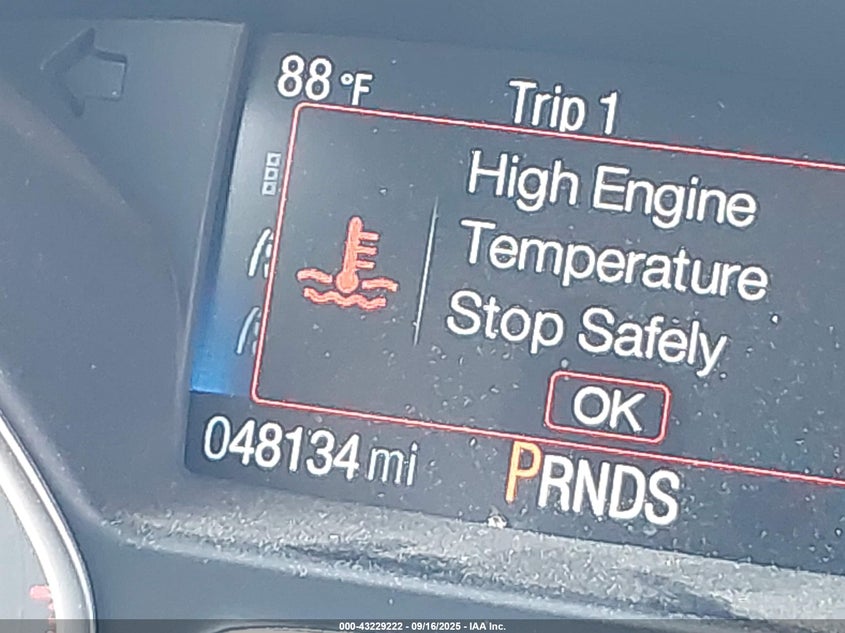 88 °F
Trip 1
High Engine
Temperature
Stop Safely
OK
048134 mi
PRNDS
000-43229222 - 09/16/2025 - IAA Inc.